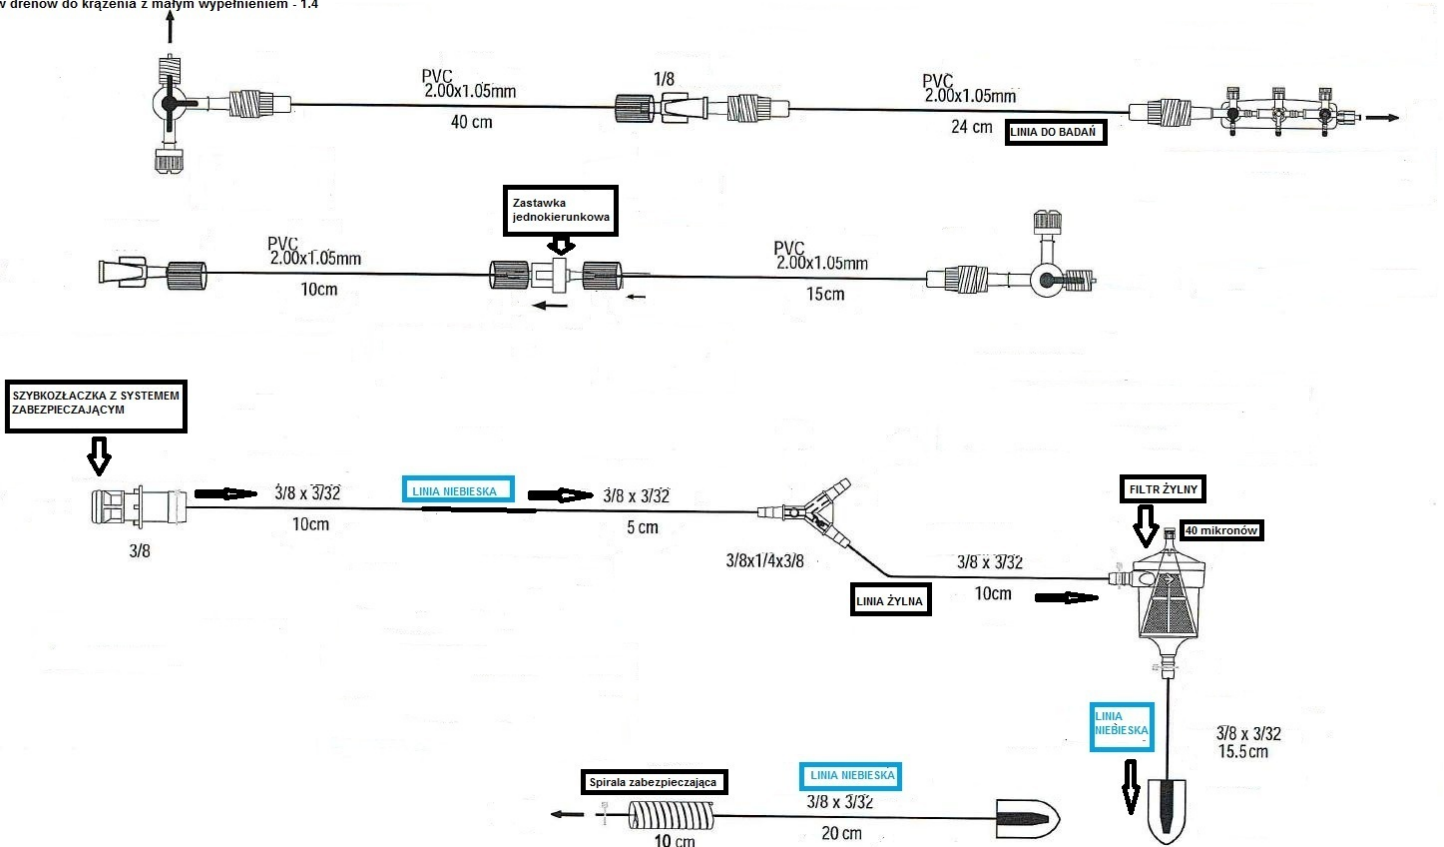 w drenów do krążenia z małym wypełnieniem - 1.4
PVC
2.00x1.05mm
40 cm
1/8
PVC
2.00x1.05mm
24 cm
LINIA DO BADAŃ
Zastawka
jednokierunkowa
PVC
2.00x1.05mm
10cm
PVC
2.00x1.05mm
15cm
SZYBKOZŁACZKA Z SYSTEMEM
ZABEZPIECZAJĄCYM
3/8
3/8 x 3/32
10cm
LINIA NIEBIESKA
3/8 x 3/32
5 cm
3/8x1/4x3/8
LINIA ŻYLNA
3/8 x 3/32
10cm
FILTR ŻYLNY
40 mikronów
LINIA
NIEBIESKA
3/8 x 3/32
15.5cm
Spirala zabezpieczająca
10 cm
LINIA NIEBIESKA
3/8 x 3/32
20 cm